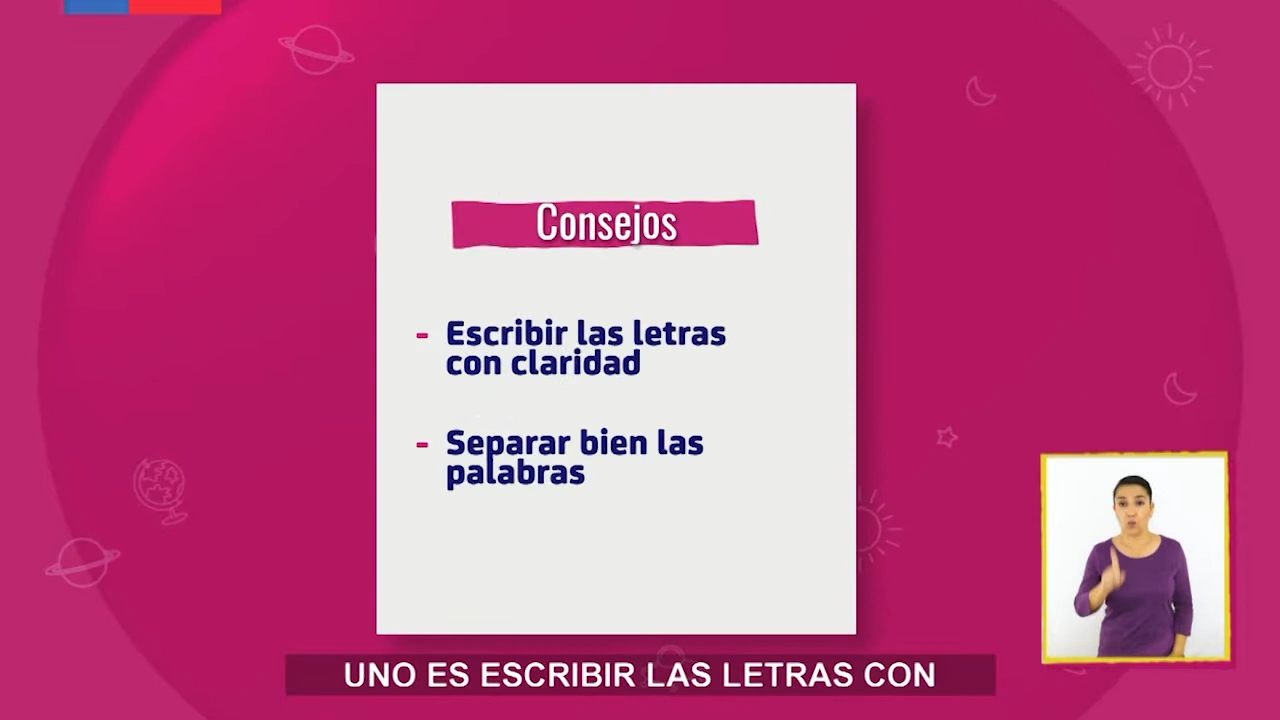 Consejos
- Escribir las letras
con claridad
- Separar bien las
palabras
UNO ES ESCRIBIR LAS LETRAS CON